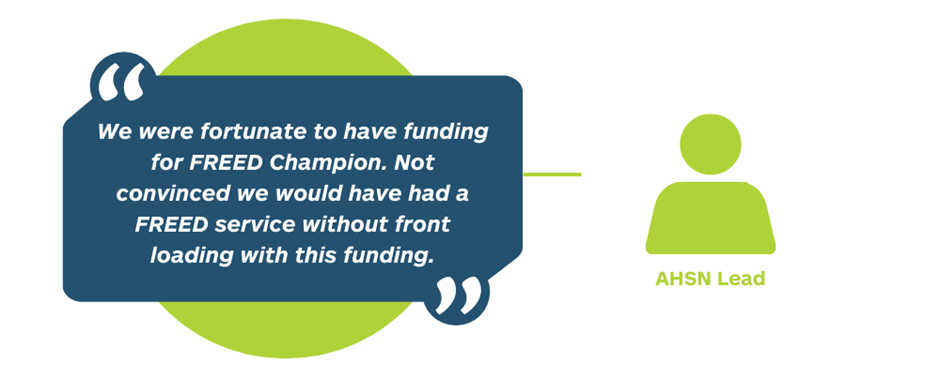 We were fortunate to have funding
for FREED Champion. Not
convinced we would have had a
FREED service without front
loading with this funding.
AHSN Lead